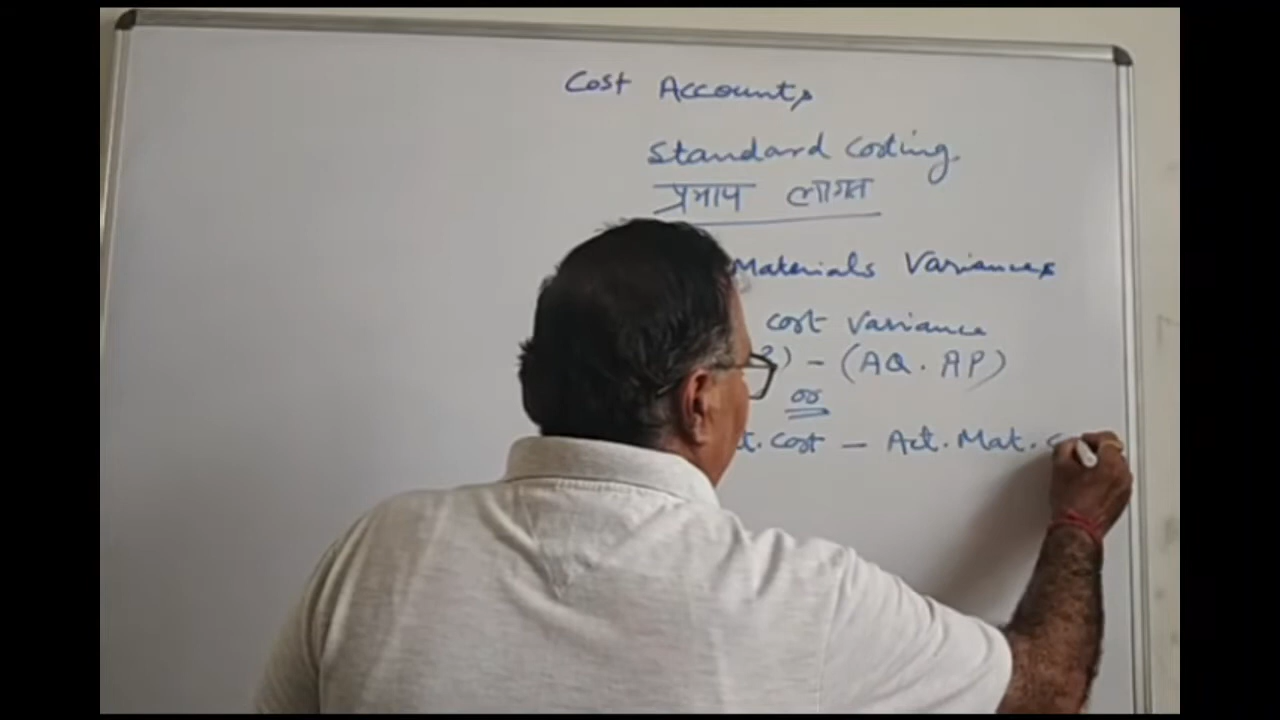 Cost Accounts
Standard Costing.
प्रमाप लागत
Materials Variances
Cost Variance
) - (AQ . AP)
or
t. Cost - Act. Mat. C